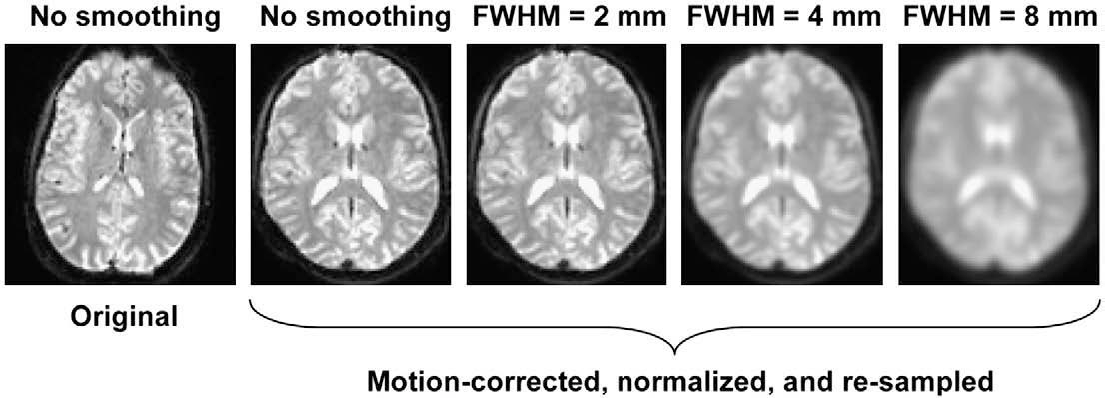 No smoothing
No smoothing
FWHM = 2 mm
FWHM = 4 mm
FWHM = 8 mm
Original
Motion-corrected, normalized, and re-sampled